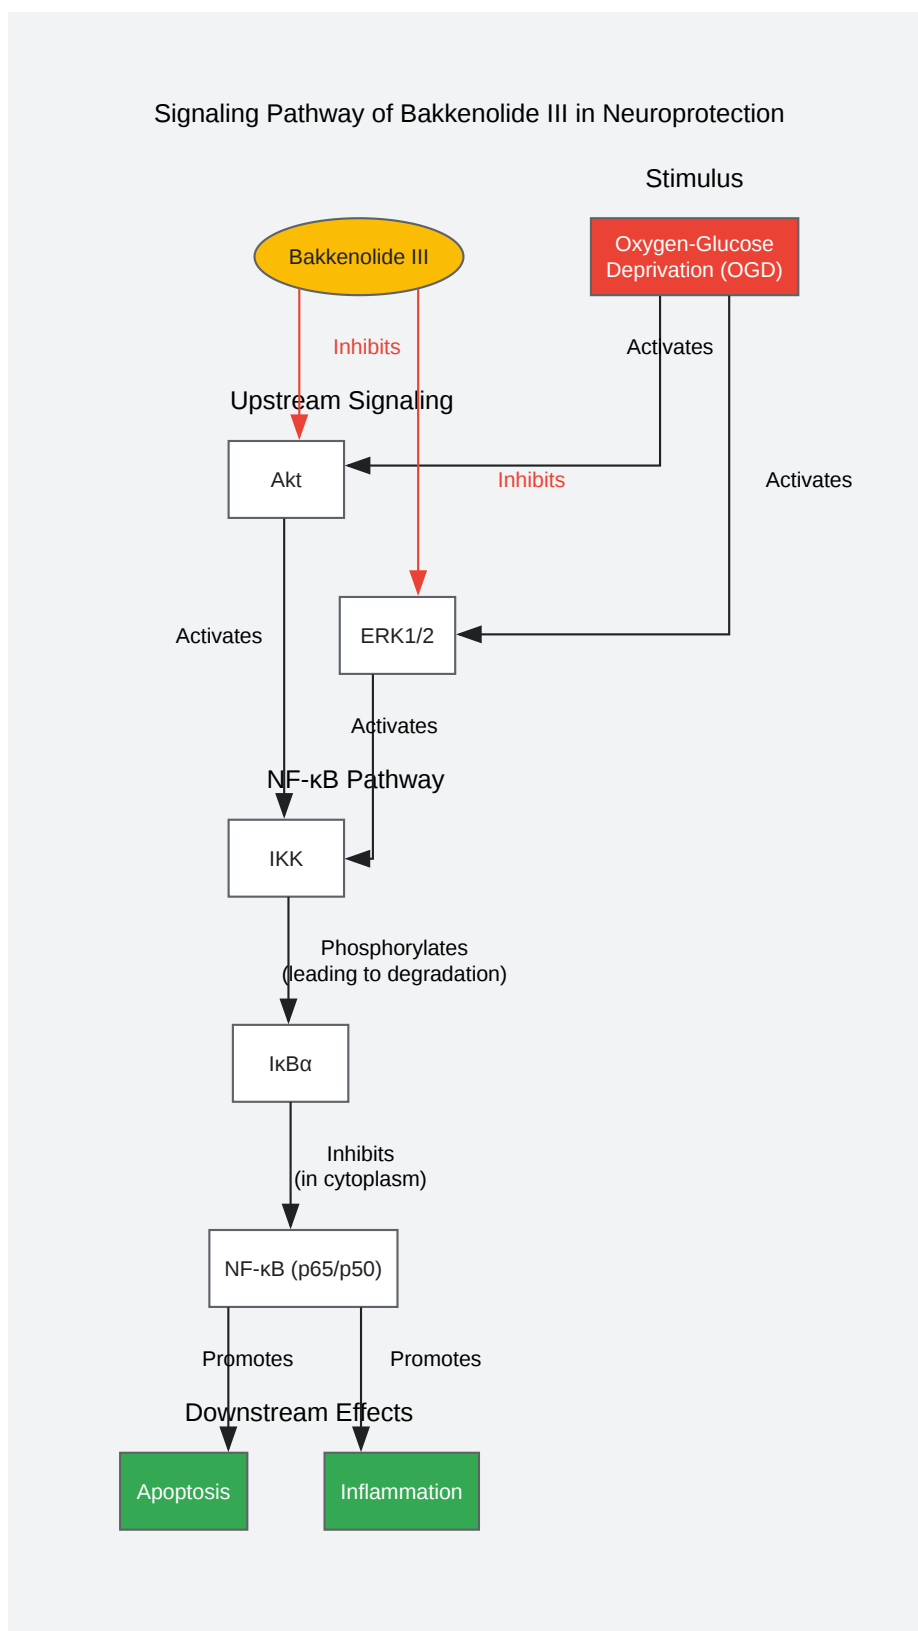 Signaling Pathway of Bakkenolide III in Neuroprotection
Stimulus
Bakkenolide III
Oxygen-Glucose
Deprivation (OGD)
Inhibits
Activates
Upstream Signaling
Akt
Inhibits
Activates
Activates
ERK1/2
Activates
NF-κB Pathway
IKK
Phosphorylates
(leading to degradation)
IκBα
Inhibits
(in cytoplasm)
NF-κB (p65/p50)
Promotes
Promotes
Downstream Effects
Apoptosis
Inflammation